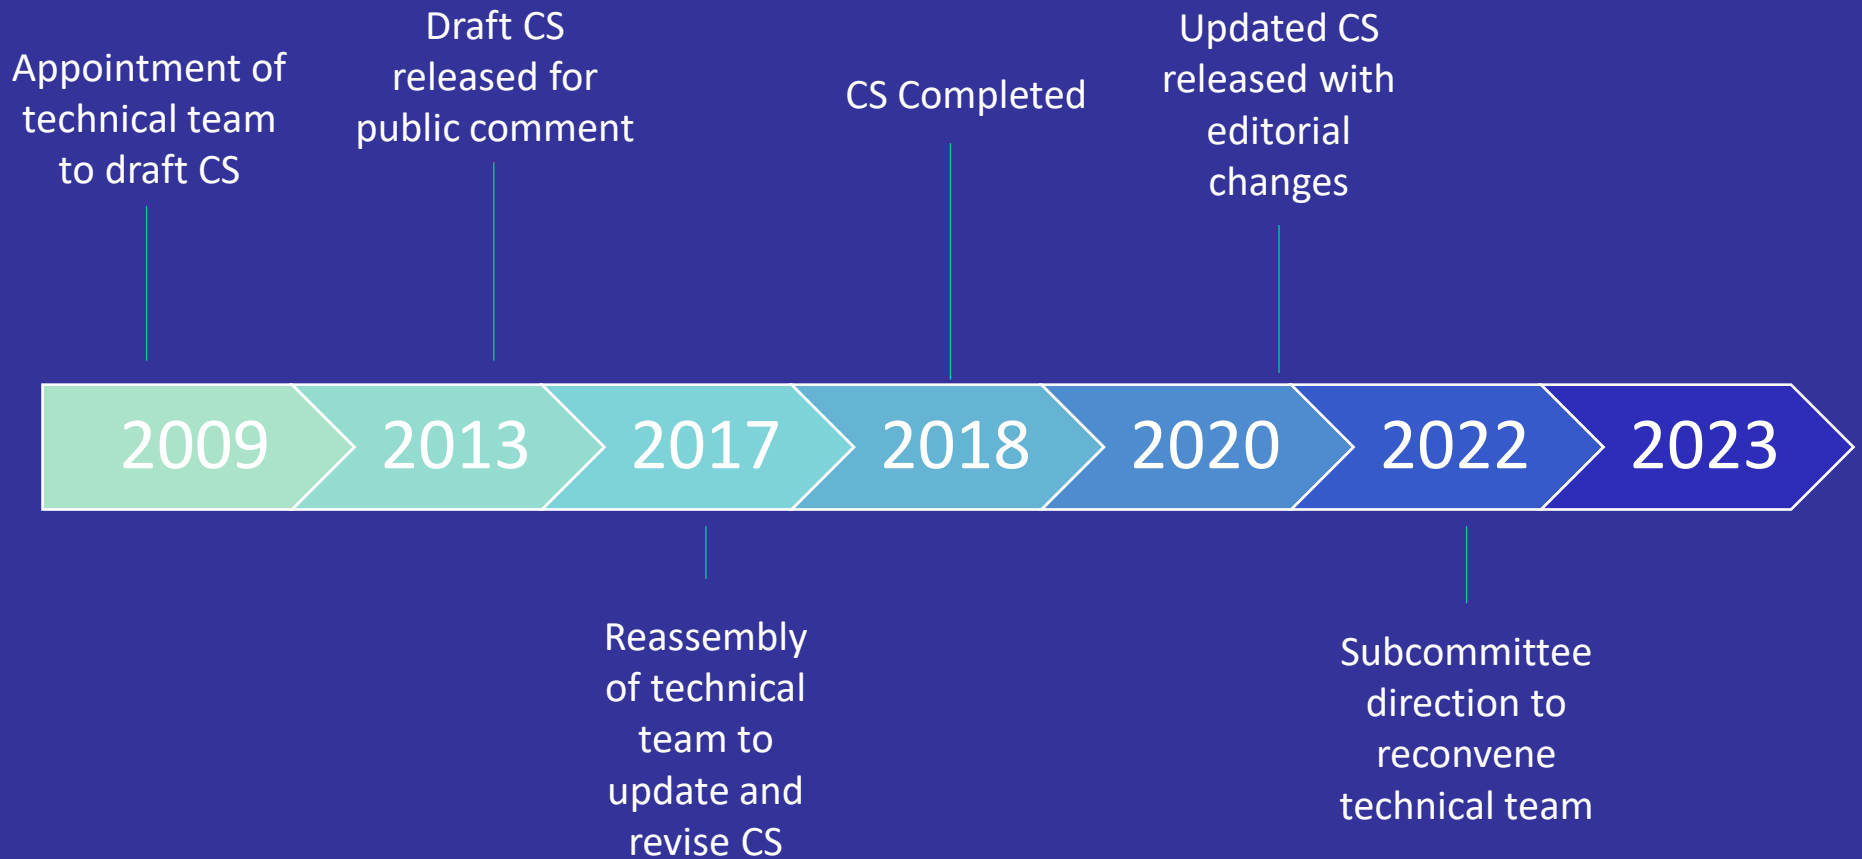 Appointment of
technical team
to draft CS
Draft CS
released for
public comment
CS Completed
Updated CS
released with
editorial
changes
2009
2013
2017
2018
2020
2022
2023
Reassembly
of technical
team to
update and
revise CS
Subcommittee
direction to
reconvene
technical team